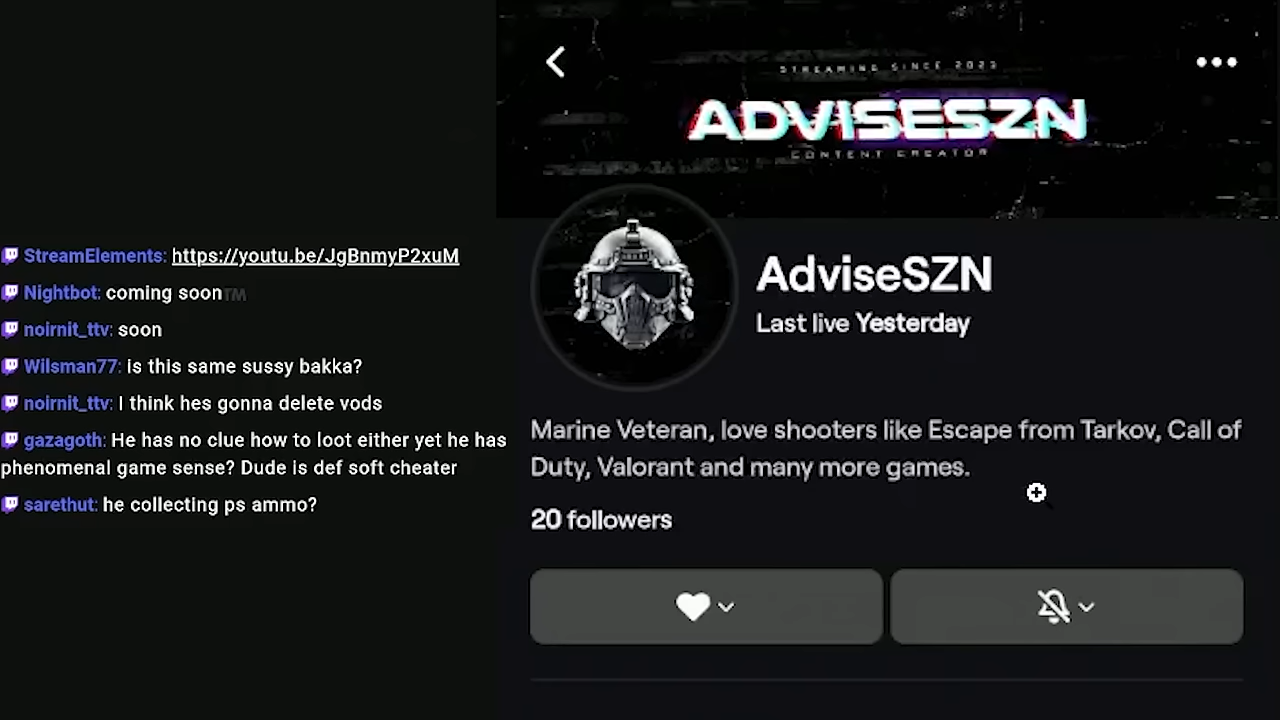 StreamElements: https://youtu.be/JgBnmyP2xuM
Nightbot: coming soon™
noirnit_ttv: soon
Wilsman77: is this same sussy bakka?
noirnit_ttv: I think hes gonna delete vods
gazagoth: He has no clue how to loot either yet he has
phenomenal game sense? Dude is def soft cheater
sarethut: he collecting ps ammo?
STREAMING SINCE 2023
ADVISESZN
CONTENT CREATOR
AdviseSZN
Last live Yesterday
Marine Veteran, love shooters like Escape from Tarkov, Call of
Duty, Valorant and many more games.
20 followers